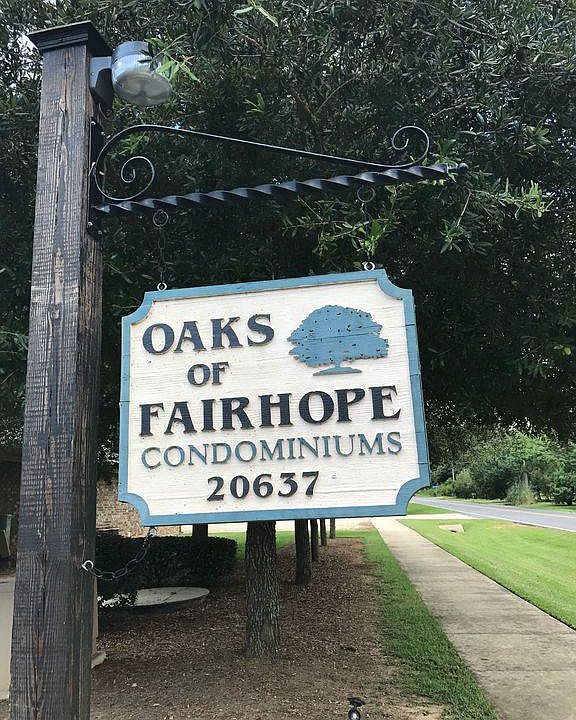 OAKS
OF
FAIRHOPE
CONDOMINIUMS
20637